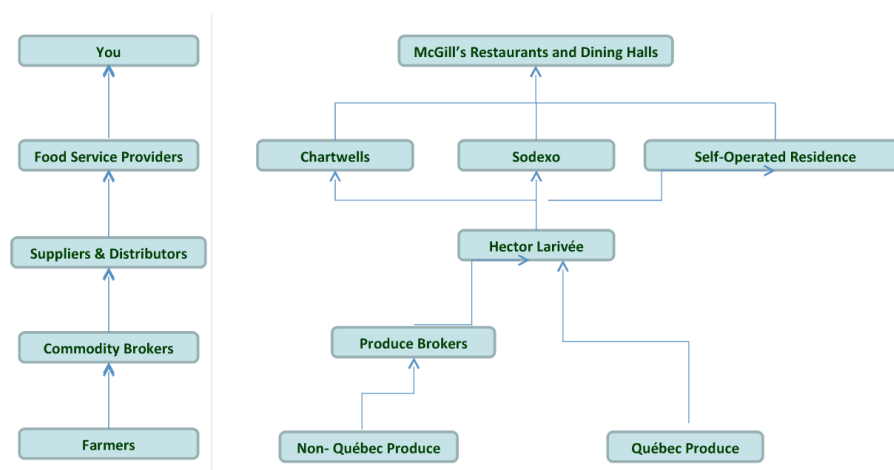 You
McGill's Restaurants and Dining Halls
Food Service Providers
Chartwells
Sodexo
Self-Operated Residence
Suppliers & Distributors
Hector Larivée
Commodity Brokers
Produce Brokers
Farmers
Non- Québec Produce
Québec Produce